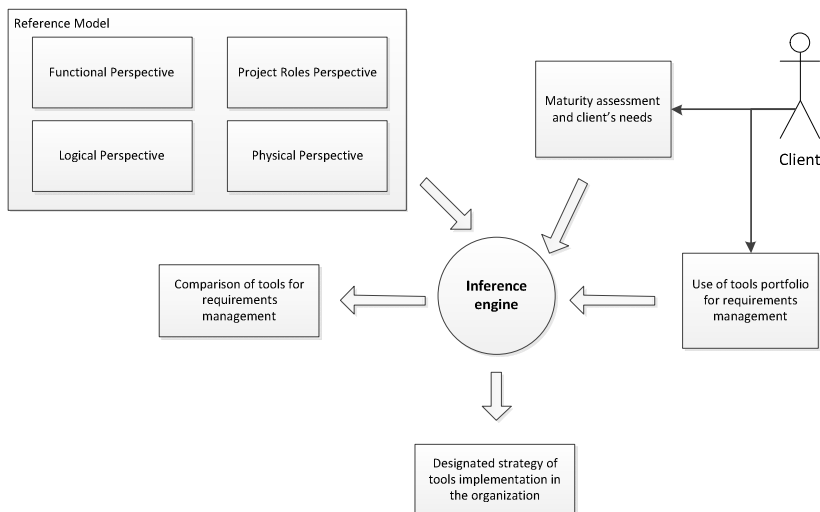 Reference Model
Functional Perspective
Project Roles Perspective
Logical Perspective
Physical Perspective
Maturity assessment
and client's needs
Client
Inference
engine
Comparison of tools for
requirements
management
Use of tools portfolio
for requirements
management
Designated strategy of
tools implementation in
the organization